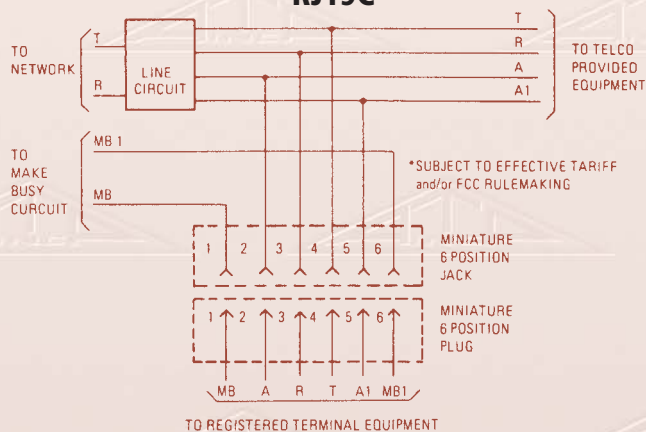 RJ19C
T
R
A
A1
TO TELCO
PROVIDED
EQUIPMENT
TO
NETWORK
T
R
LINE
CIRCUIT
TO
MAKE
BUSY
CURCUIT
MB 1
MB
*SUBJECT TO EFFECTIVE TARIFF
and/or FCC RULEMAKING
1 2 3 4 5 6
MINIATURE
6 POSITION
JACK
1 2 3 4 5 6
MINIATURE
6 POSITION
PLUG
MB A R T A1 MB1
TO REGISTERED TERMINAL EQUIPMENT